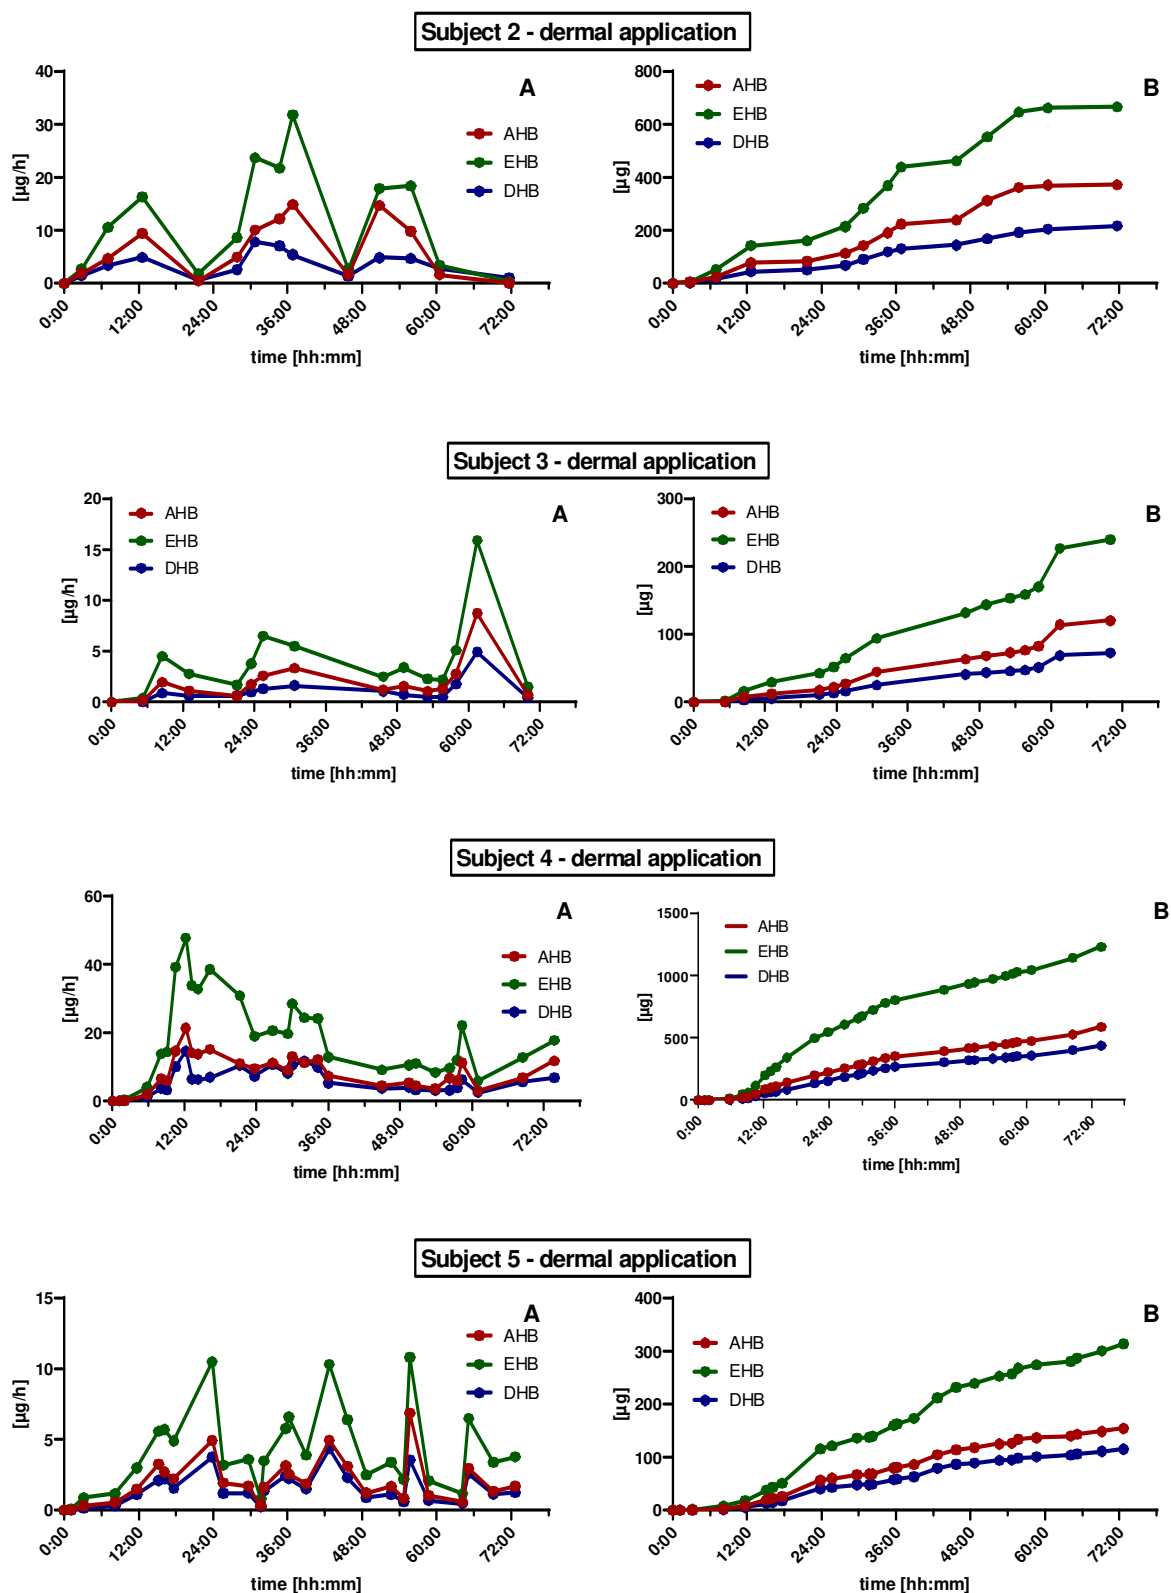 Subject 2 - dermal application
A
[µg/h]
40
30
20
10
0
AHB
EHB
DHB
0:00 12:00 24:00 36:00 48:00 60:00 72:00
time [hh:mm]
B
[µg]
800
600
400
200
0
AHB
EHB
DHB
0:00 12:00 24:00 36:00 48:00 60:00 72:00
time [hh:mm]
Subject 3 - dermal application
A
[µg/h]
20
15
10
5
0
AHB
EHB
DHB
0:00 12:00 24:00 36:00 48:00 60:00 72:00
time [hh:mm]
B
[µg]
300
200
100
0
AHB
EHB
DHB
0:00 12:00 24:00 36:00 48:00 60:00 72:00
time [hh:mm]
Subject 4 - dermal application
A
[µg/h]
60
40
20
0
AHB
EHB
DHB
0:00 12:00 24:00 36:00 48:00 60:00 72:00
time [hh:mm]
B
[µg]
1500
1000
500
0
AHB
EHB
DHB
0:00 12:00 24:00 36:00 48:00 60:00 72:00
time [hh:mm]
Subject 5 - dermal application
A
[µg/h]
15
10
5
0
AHB
EHB
DHB
0:00 12:00 24:00 36:00 48:00 60:00 72:00
time [hh:mm]
B
[µg]
400
300
200
100
0
AHB
EHB
DHB
0:00 12:00 24:00 36:00 48:00 60:00 72:00
time [hh:mm]